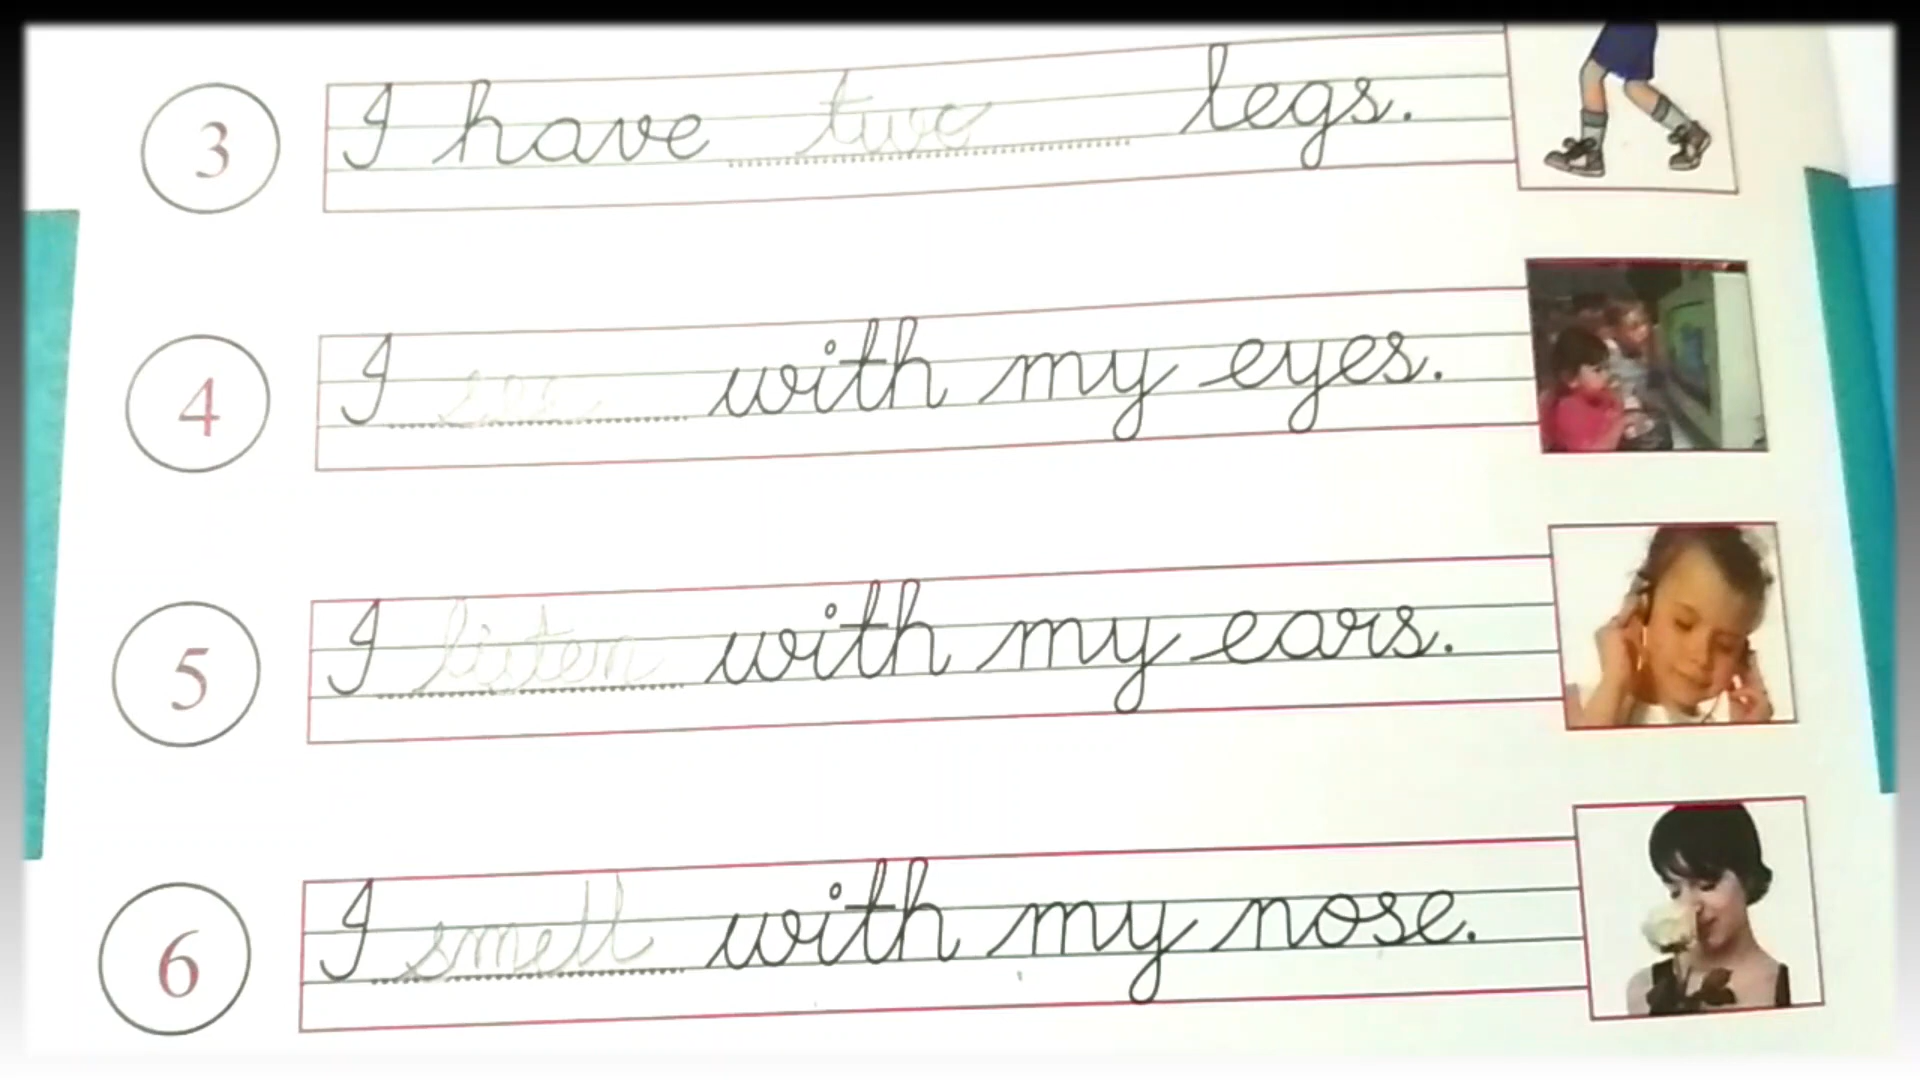 3 I have two legs.
4 I see with my eyes.
5 I listen with my ears.
6 I smell with my nose.